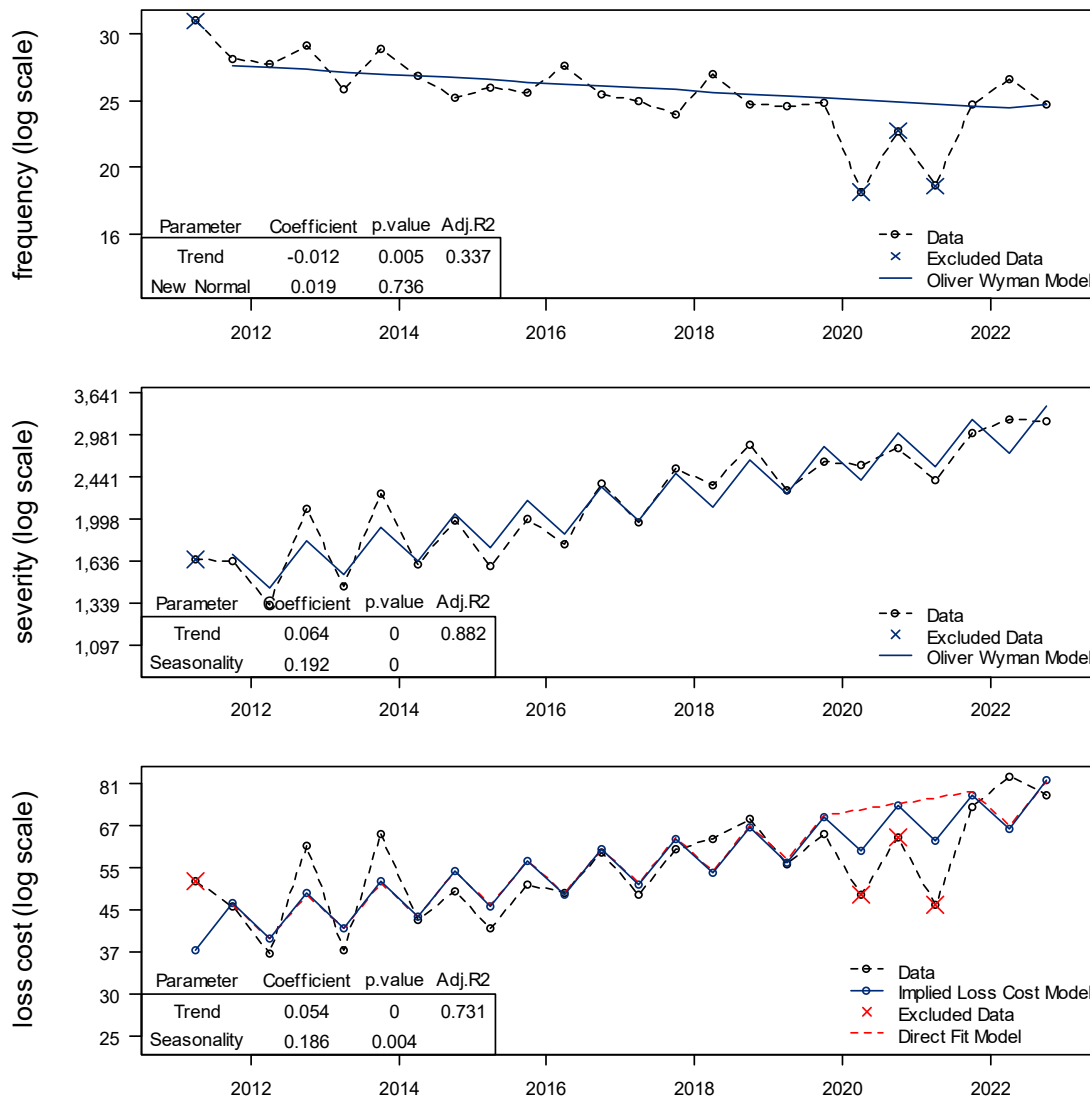 frequency (log scale)
30
25
20
16
Parameter Coefficient p.value Adj.R2
Trend -0.012 0.005 0.337
New Normal 0.019 0.736
Data
Excluded Data
Oliver Wyman Model
2012 2014 2016 2018 2020 2022
severity (log scale)
3,641
2,981
2,441
1,998
1,636
1,339
1,097
Parameter Coefficient p.value Adj.R2
Trend 0.064 0 0.882
Seasonality 0.192 0
Data
Excluded Data
Oliver Wyman Model
2012 2014 2016 2018 2020 2022
loss cost (log scale)
81
67
55
45
37
30
25
Parameter Coefficient p.value Adj.R2
Trend 0.054 0 0.731
Seasonality 0.186 0.004
Data
Implied Loss Cost Model
Excluded Data
Direct Fit Model
2012 2014 2016 2018 2020 2022